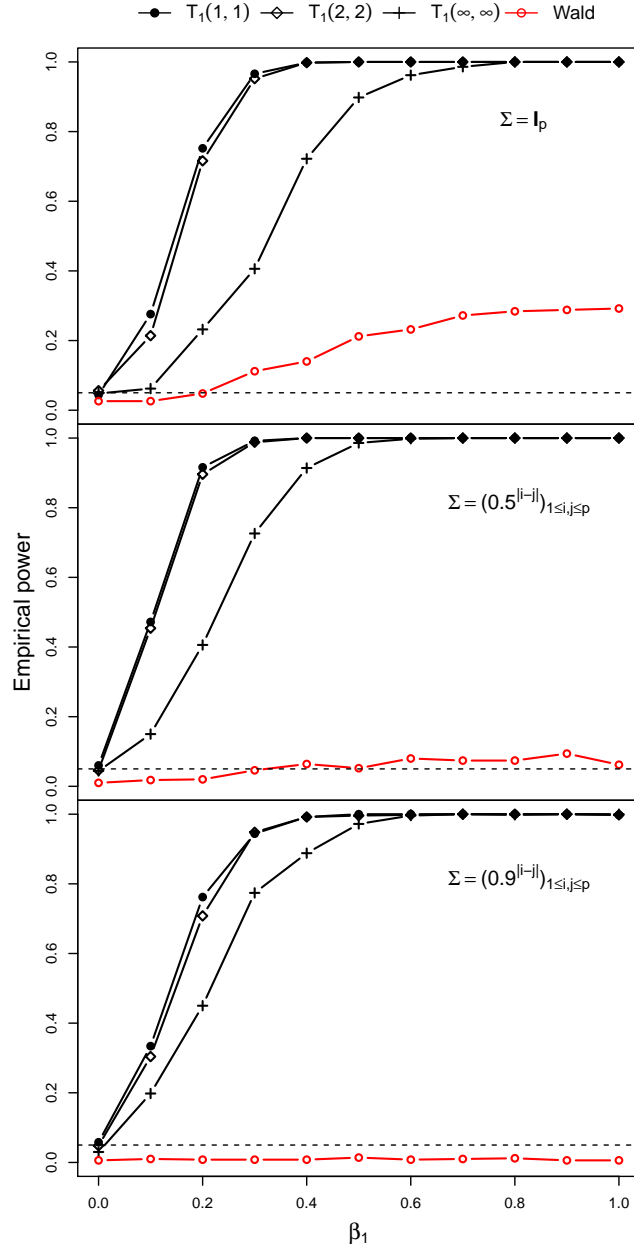 T₁(1, 1) T₁(2, 2) T₁(∞, ∞) Wald
1.0
0.8
0.6
0.4
0.2
0.0
Σ = Iₚ
1.0
0.8
0.6
0.4
0.2
0.0
Σ = (0.5^|i−j|)_1≤i,j≤p
Empirical power
1.0
0.8
0.6
0.4
0.2
0.0
Σ = (0.9^|i−j|)_1≤i,j≤p
0.0 0.2 0.4 0.6 0.8 1.0
β₁